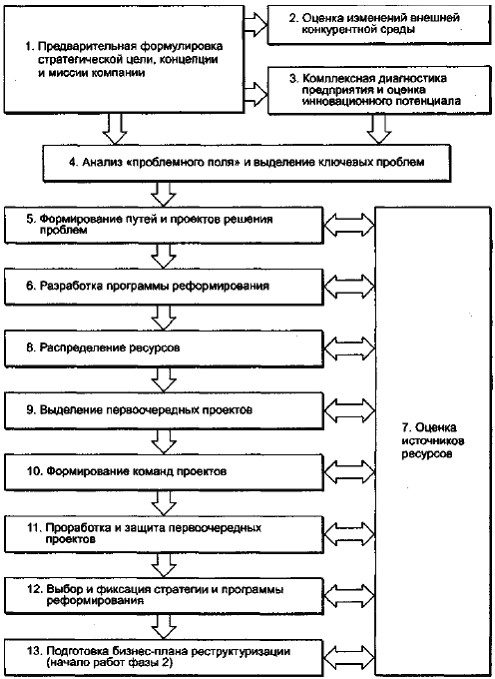 1. Предварительная формулировка
стратегической цели, концепции
и миссии компании
2. Оценка изменений внешней
конкурентной среды
3. Комплексная диагностика
предприятия и оценка
инновационного потенциала
4. Анализ «проблемного поля» и выделение ключевых проблем
5. Формирование путей и проектов решения
проблем
6. Разработка программы реформирования
8. Распределение ресурсов
9. Выделение первоочередных проектов
7. Оценка
источников
ресурсов
10. Формирование команд проектов
11. Проработка и защита первоочередных
проектов
12. Выбор и фиксация стратегии и программы
реформирования
13. Подготовка бизнес-плана реструктуризации
(начало работ фазы 2)